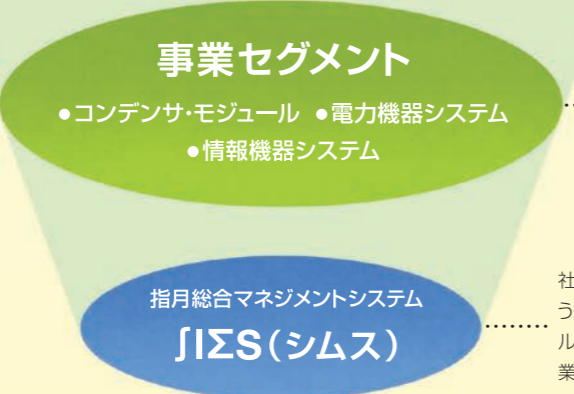 事業セグメント
●コンデンサ・モジュール ●電力機器システム
●情報機器システム
指月総合マネジメントシステム
∫IΣS(シムス)
社
う
ル
業